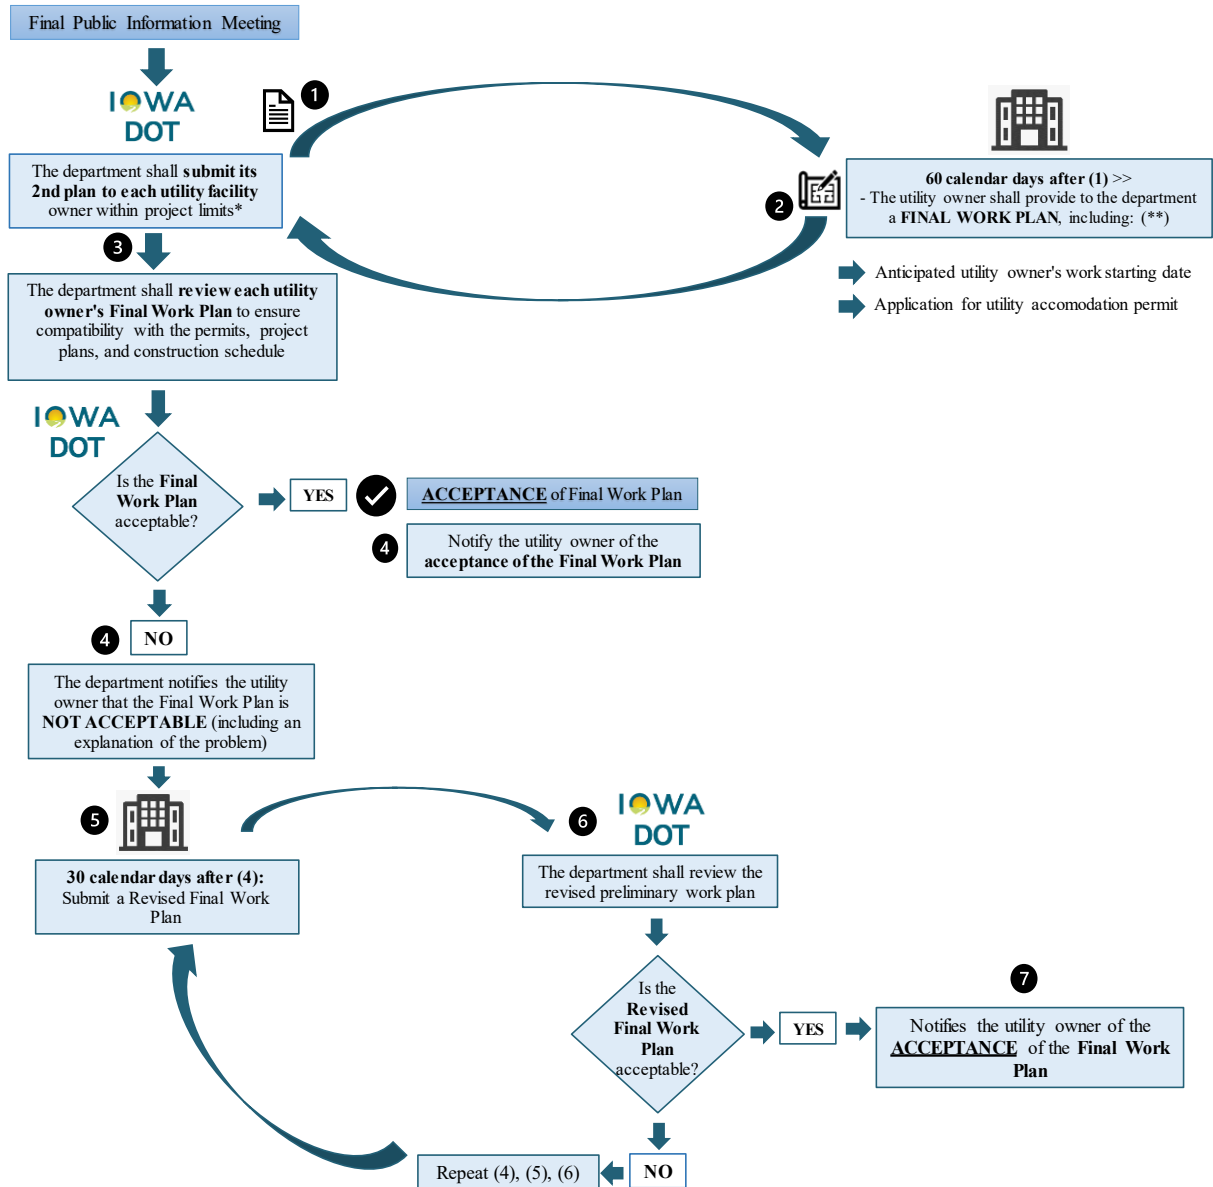 Final Public Information Meeting
IOWA
DOT
1
The department shall submit its
2nd plan to each utility facility
owner within project limits*
2
60 calendar days after (1) >>
- The utility owner shall provide to the department
a FINAL WORK PLAN, including: (**)
Anticipated utility owner's work starting date
Application for utility accomodation permit
3
The department shall review each utility
owner's Final Work Plan to ensure
compatibility with the permits, project
plans, and construction schedule
IOWA
DOT
Is the Final
Work Plan
acceptable?
YES
ACCEPTANCE of Final Work Plan
4
Notify the utility owner of the
acceptance of the Final Work Plan
4
NO
The department notifies the utility
owner that the Final Work Plan is
NOT ACCEPTABLE (including an
explanation of the problem)
5
30 calendar days after (4):
Submit a Revised Final Work
Plan
6
IOWA
DOT
The department shall review the
revised preliminary work plan
Is the
Revised
Final Work
Plan
acceptable?
YES
7
Notifies the utility owner of the
ACCEPTANCE of the Final Work
Plan
NO
Repeat (4), (5), (6)